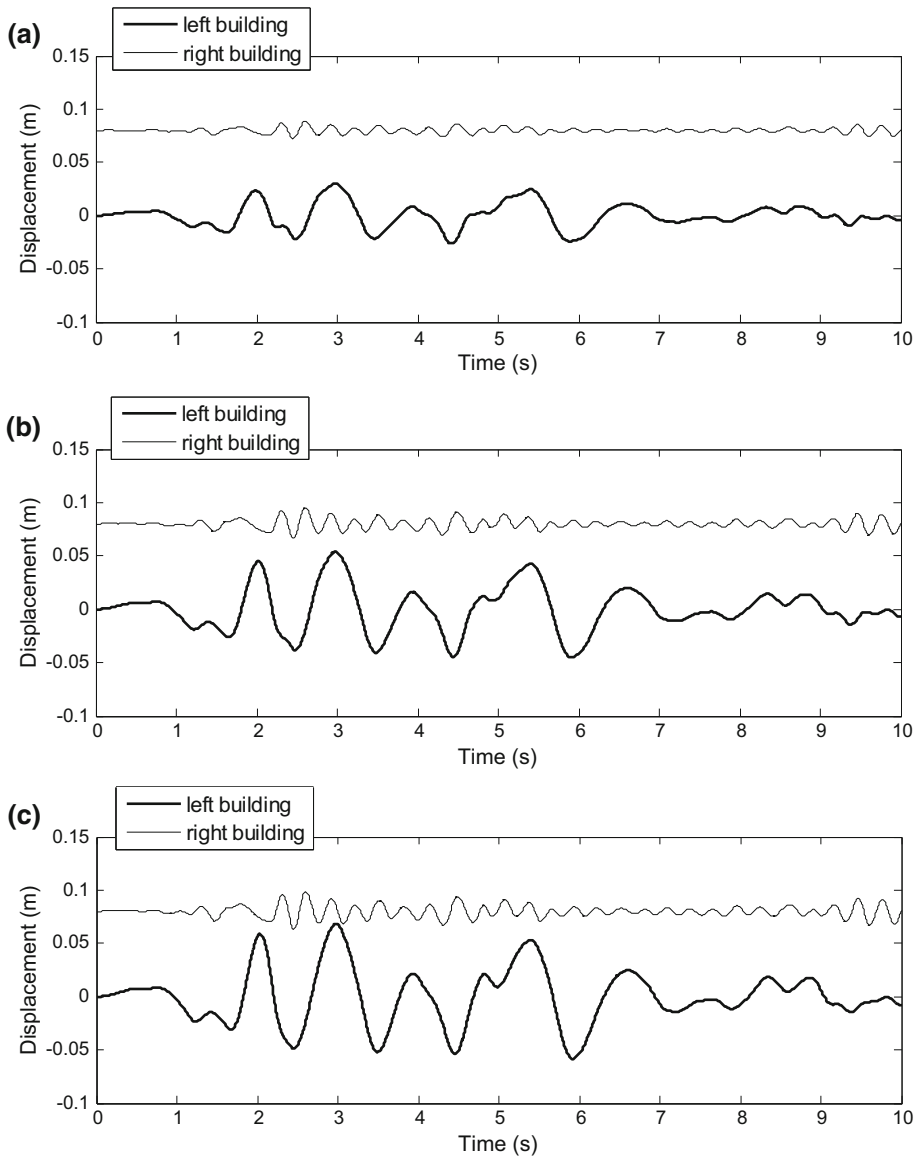 (a)
left building
right building
Displacement (m)
0.15
0.1
0.05
0
-0.05
-0.1
0 1 2 3 4 5 6 7 8 9 10
Time (s)
(b)
left building
right building
Displacement (m)
0.15
0.1
0.05
0
-0.05
-0.1
0 1 2 3 4 5 6 7 8 9 10
Time (s)
(c)
left building
right building
Displacement (m)
0.15
0.1
0.05
0
-0.05
-0.1
0 1 2 3 4 5 6 7 8 9 10
Time (s)